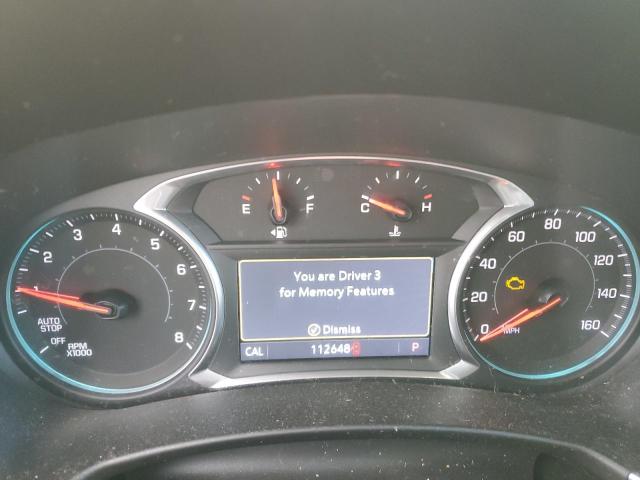 E F C H
1 2 3 4 5 6 7 8
AUTO
STOP
OFF
RPM
X1000
You are Driver 3
for Memory Features
Dismiss
CAL 112648 P
0 20 40 60 80 100 120 140 160
MPH